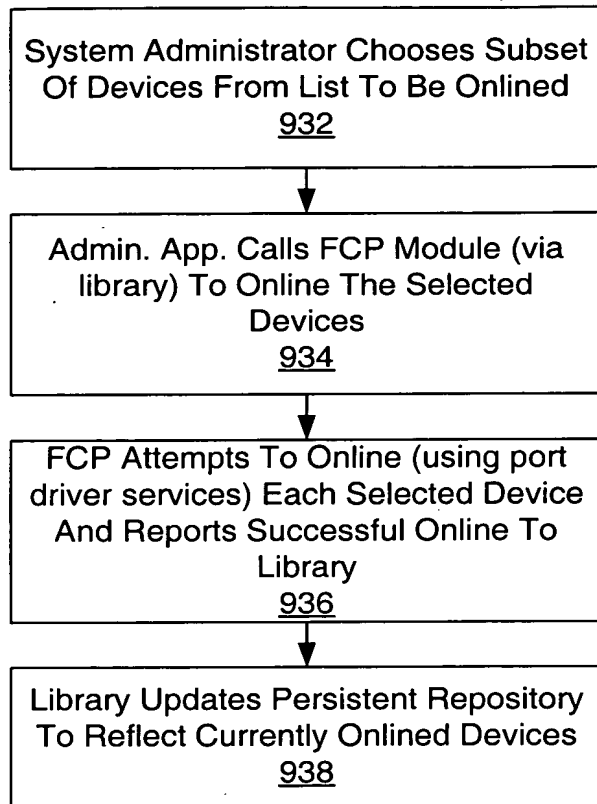 System Administrator Chooses Subset
Of Devices From List To Be Onlined
932
Admin. App. Calls FCP Module (via
library) To Online The Selected
Devices
934
FCP Attempts To Online (using port
driver services) Each Selected Device
And Reports Successful Online To
Library
936
Library Updates Persistent Repository
To Reflect Currently Onlined Devices
938